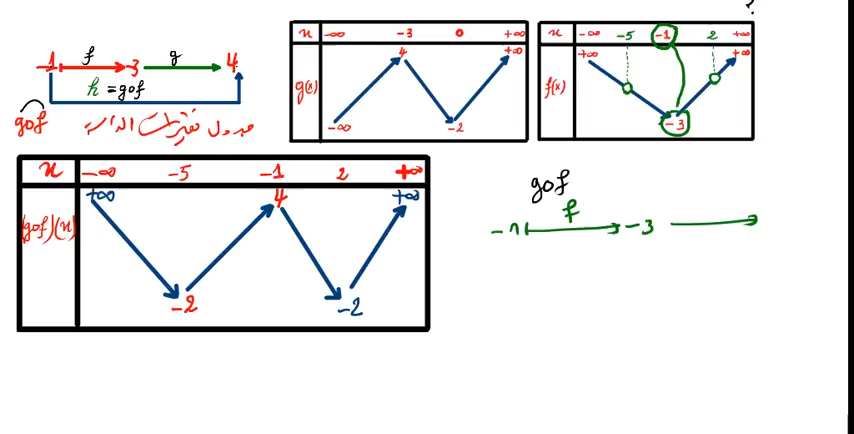 ?
-1 f -3 g 4
h = gof
gof
جدول تغيرات
x -∞ -3 0 +∞
g(x) -∞ 4 -2 +∞
x -∞ -5 -1 2 +∞
f(x) +∞ -3 +∞
x -∞ -5 -1 2 +∞
(gof)(x) +∞ -2 4 -2 +∞
gof
-1 f -3